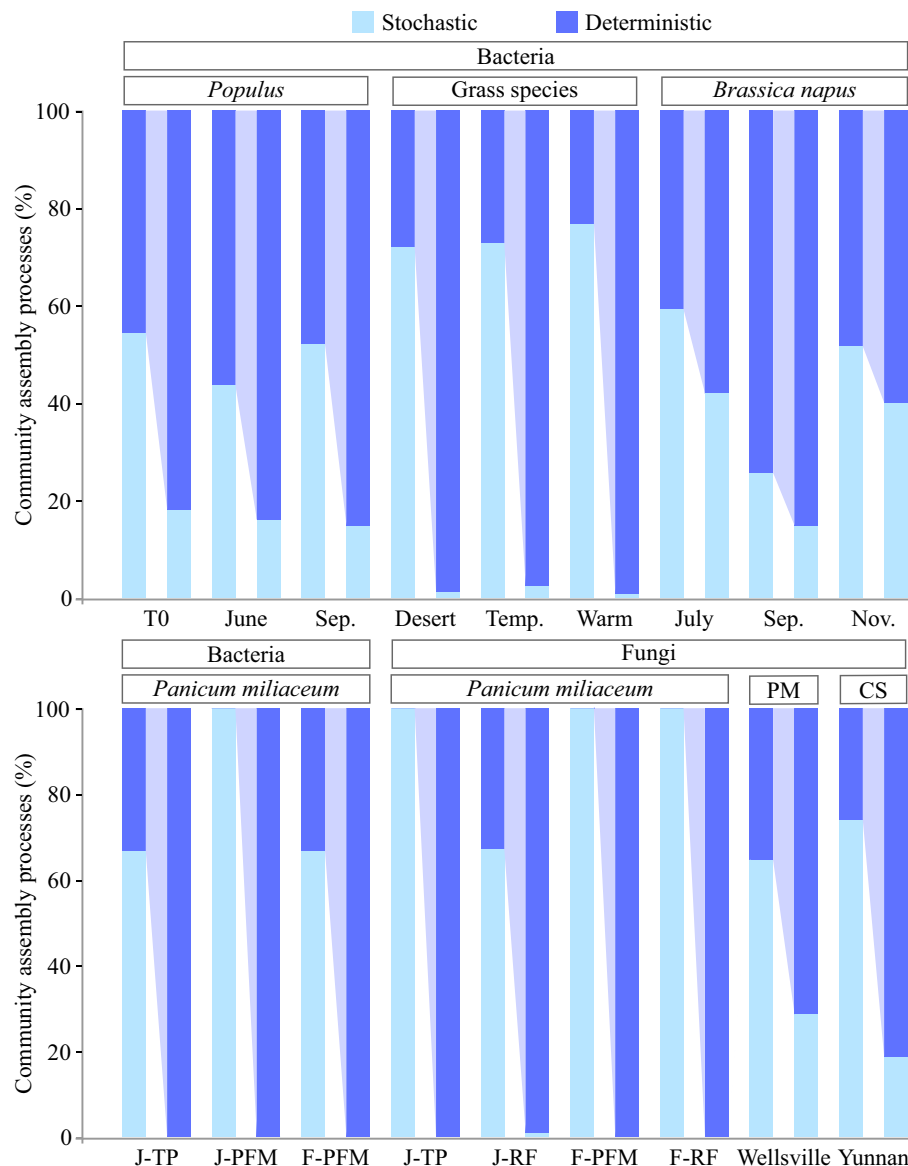 Stochastic Deterministic
Bacteria
Populus Grass species Brassica napus
Community assembly processes (%)
100
80
60
40
20
0
T0 June Sep. Desert Temp. Warm July Sep. Nov.
Bacteria Fungi
Panicum miliaceum Panicum miliaceum PM CS
Community assembly processes (%)
100
80
60
40
20
0
J-TP J-PFM F-PFM J-TP J-RF F-PFM F-RF Wellsville Yunnan